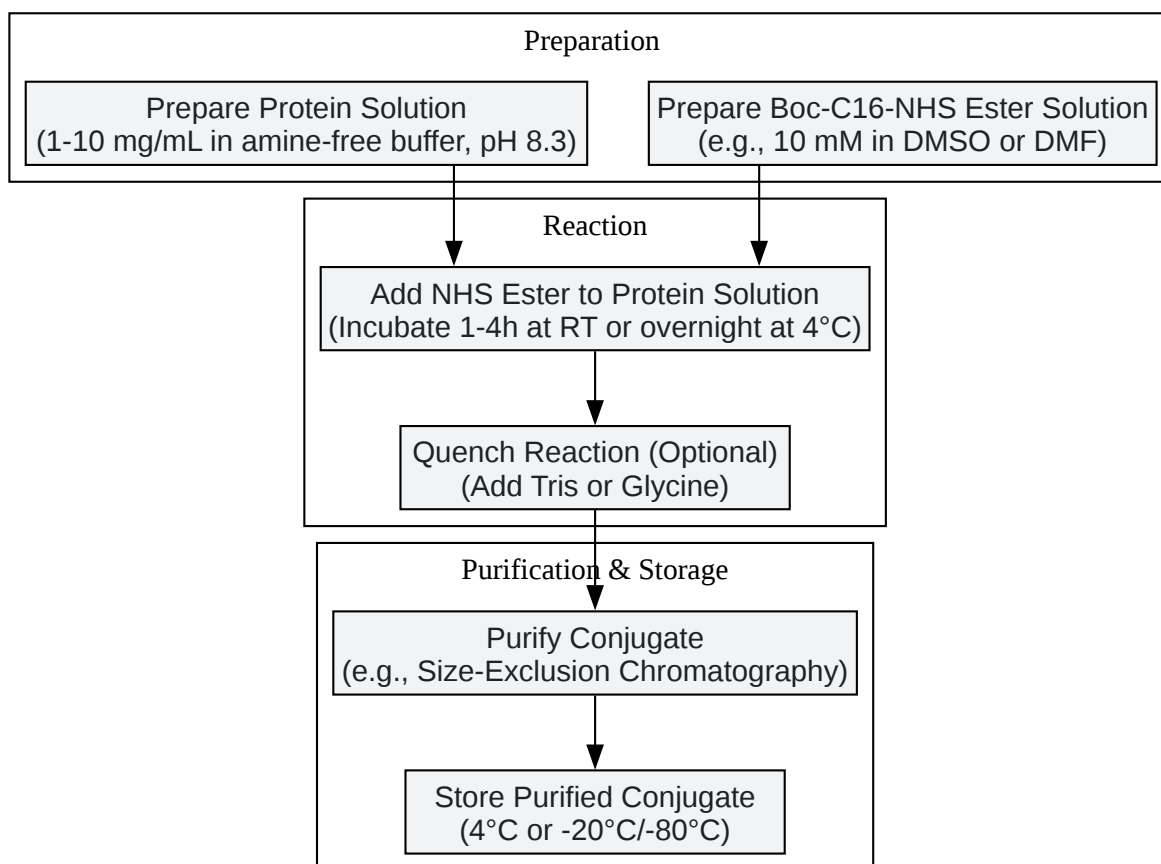 Preparation
Prepare Protein Solution
(1-10 mg/mL in amine-free buffer, pH 8.3)
Prepare Boc-C16-NHS Ester Solution
(e.g., 10 mM in DMSO or DMF)
Reaction
Add NHS Ester to Protein Solution
(Incubate 1-4h at RT or overnight at 4°C)
Quench Reaction (Optional)
(Add Tris or Glycine)
Purification & Storage
Purify Conjugate
(e.g., Size-Exclusion Chromatography)
Store Purified Conjugate
(4°C or -20°C/-80°C)